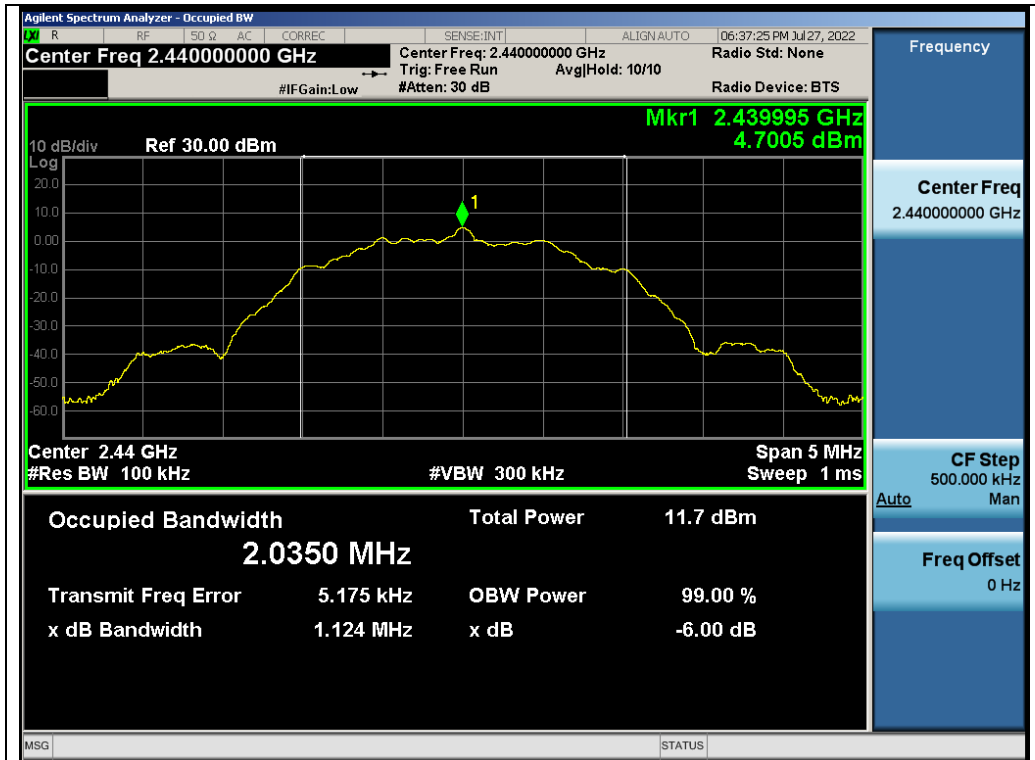 Agilent Spectrum Analyzer - Occupied BW
LXI R RF 50 Ω AC CORREC SENSE:INT ALIGN AUTO 06:37:25 PM Jul 27, 2022
Center Freq 2.440000000 GHz
Center Freq: 2.440000000 GHz Radio Std: None
Trig: Free Run Avg|Hold: 10/10
#IFGain:Low #Atten: 30 dB Radio Device: BTS
Mkr1 2.439995 GHz
4.7005 dBm
10 dB/div Ref 30.00 dBm
Log
20.0
10.0
0.00
-10.0
-20.0
-30.0
-40.0
-50.0
-60.0
1
Center 2.44 GHz Span 5 MHz
#Res BW 100 kHz #VBW 300 kHz Sweep 1 ms
Occupied Bandwidth Total Power 11.7 dBm
2.0350 MHz
Transmit Freq Error 5.175 kHz OBW Power 99.00 %
x dB Bandwidth 1.124 MHz x dB -6.00 dB
Frequency
Center Freq
2.440000000 GHz
CF Step
500.000 kHz
Auto Man
Freq Offset
0 Hz
MSG STATUS